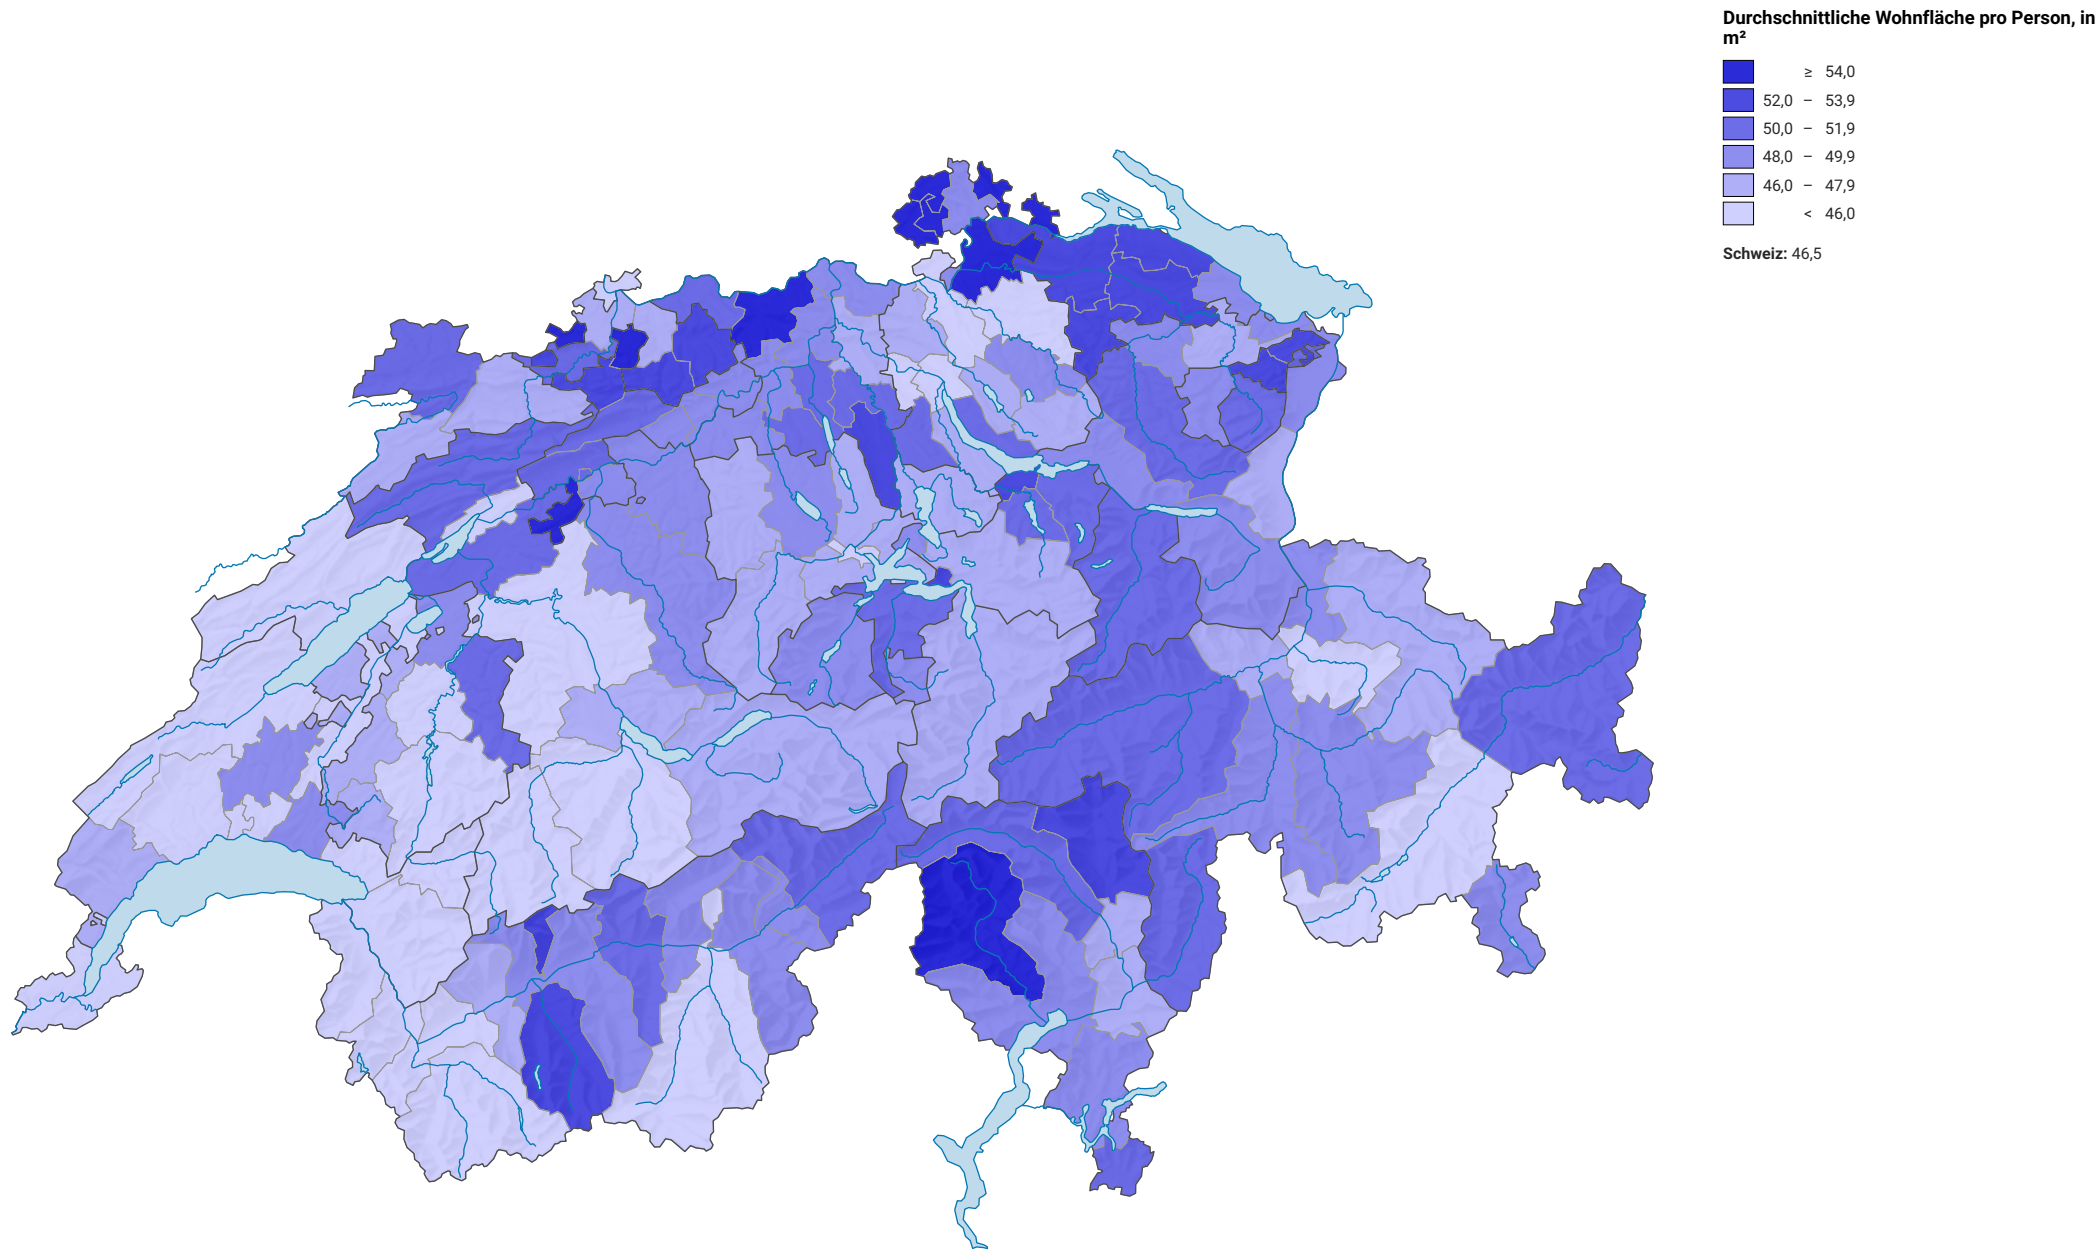 Durchschnittliche Wohnfläche pro Person, in
m²
≥ 54,0
52,0 – 53,9
50,0 – 51,9
48,0 – 49,9
46,0 – 47,9
< 46,0
Schweiz: 46,5